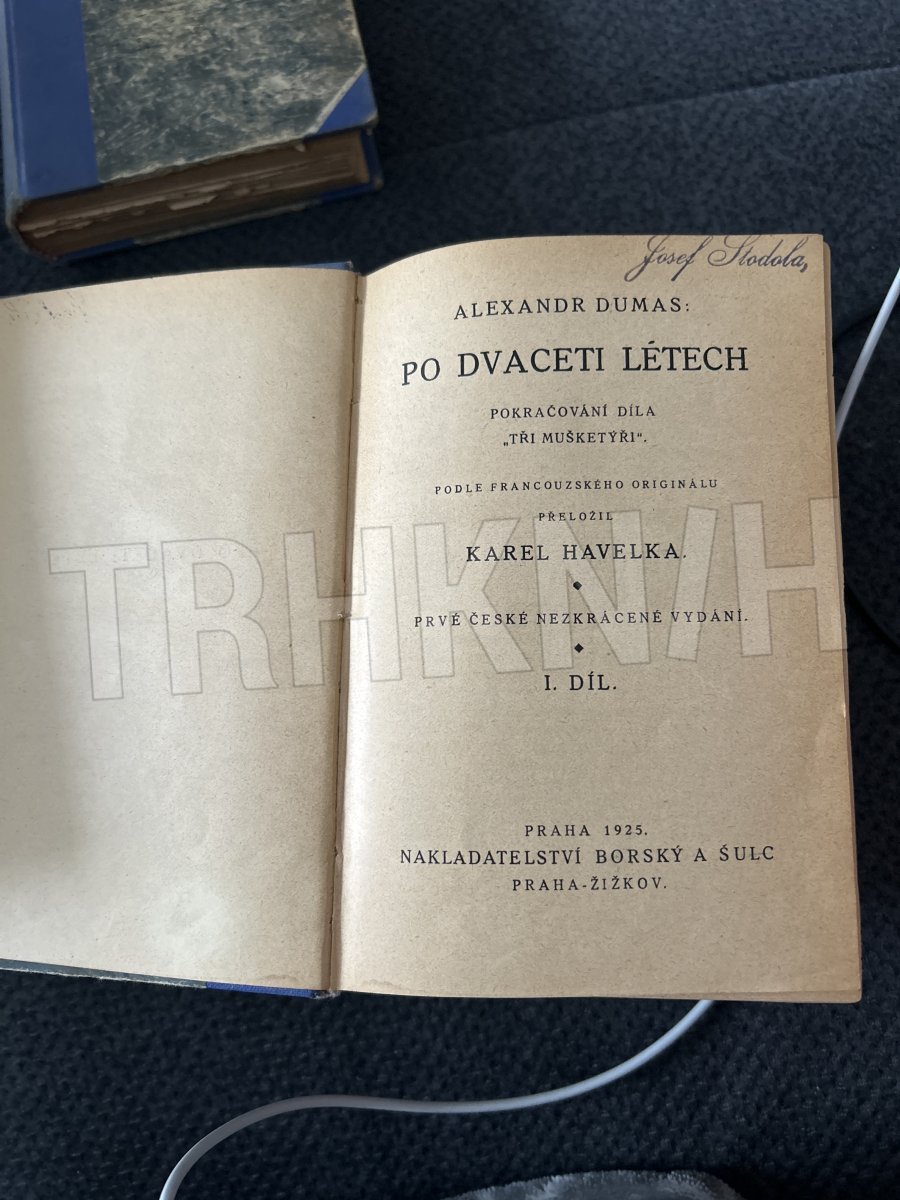 Josef Stodola,
ALEXANDR DUMAS:
PO DVACETI LÉTECH
POKRAČOVÁNÍ DÍLA
„TŘI MUŠKETÝŘI“.
PODLE FRANCOUZSKÉHO ORIGINÁLU
PŘELOŽIL
KAREL HAVELKA.
PRVÉ ČESKÉ NEZKRÁCENÉ VYDÁNÍ.
I. DÍL.
PRAHA 1925.
NAKLADATELSTVÍ BORSKÝ A ŠULC
PRAHA-ŽIŽKOV.
TRHKN/H